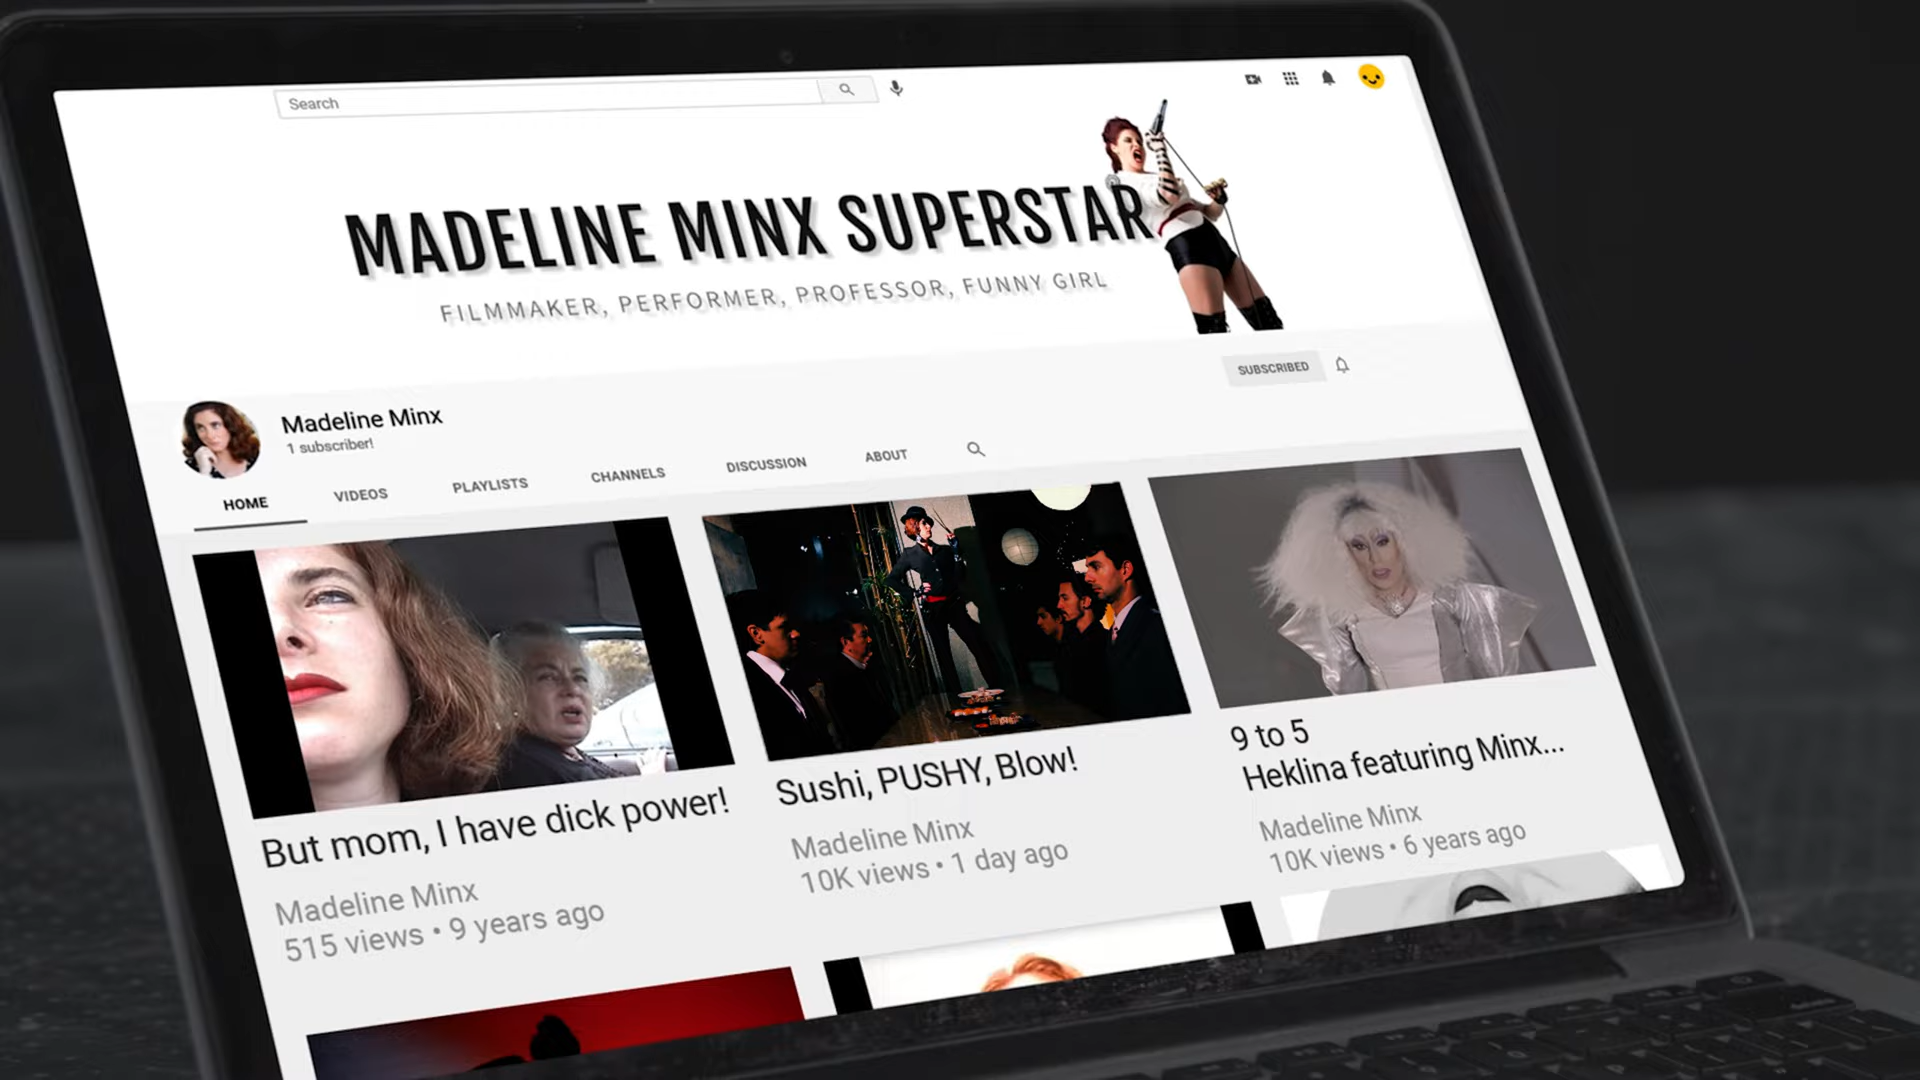 Search
MADELINE MINX SUPERSTAR
FILMMAKER, PERFORMER, PROFESSOR, FUNNY GIRL
SUBSCRIBED
Madeline Minx
1 subscriber!
HOME
VIDEOS
PLAYLISTS
CHANNELS
DISCUSSION
ABOUT
But mom, I have dick power!
Madeline Minx
515 views • 9 years ago
Sushi, PUSHY, Blow!
Madeline Minx
10K views • 1 day ago
9 to 5
Heklina featuring Minx...
Madeline Minx
10K views • 6 years ago